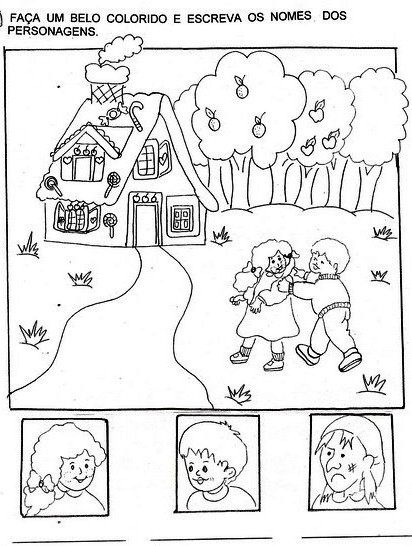 FAÇA UM BELO COLORIDO E ESCREVA OS NOMES DOS
PERSONAGENS.